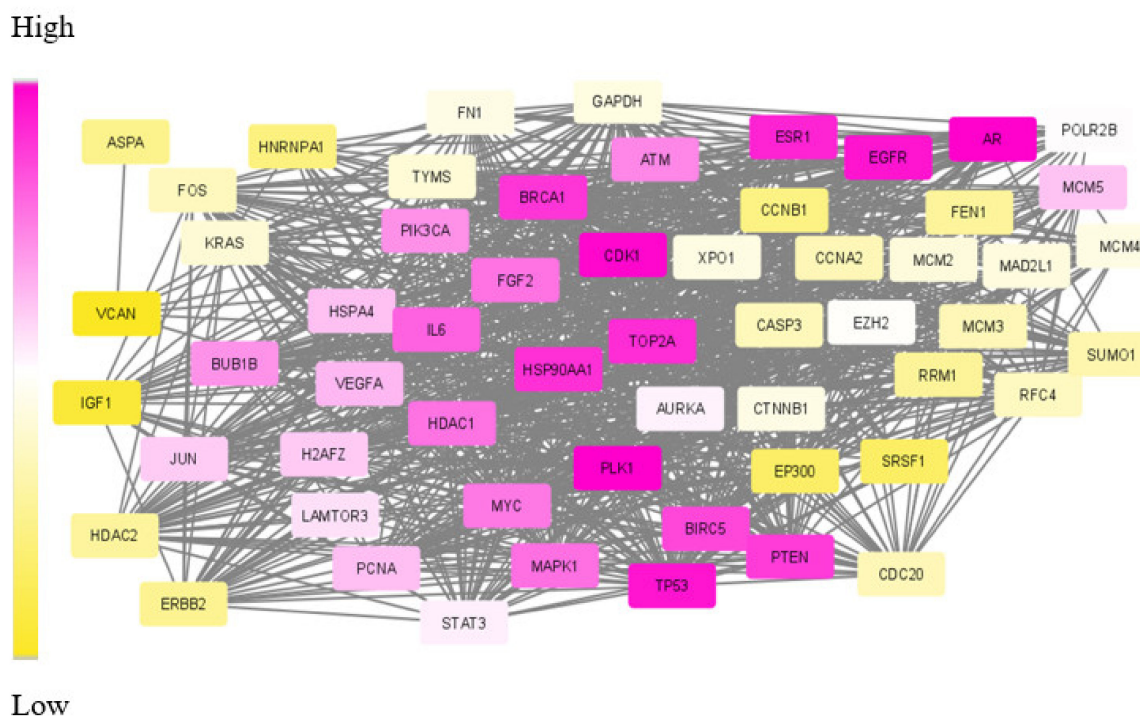 High
FN1
GAPDH
POLR2B
ASPA
HNRNPA1
ATM
ESR1
EGFR
AR
FOS
TYMS
BRCA1
MCM5
CCNB1
FEN1
KRAS
PIK3CA
CDK1
XPO1
CCNA2
MCM2
MAD2L1
MCM4
FGF2
VCAN
HSPA4
IL6
TOP2A
CASP3
EZH2
MCM3
SUMO1
BUB1B
VEGFA
HSP90AA1
RRM1
RFC4
IGF1
HDAC1
AURKA
CTNNB1
JUN
H2AFZ
PLK1
EP300
SRSF1
LAMTOR3
MYC
HDAC2
BIRC5
PTEN
PCNA
MAPK1
TP53
CDC20
ERBB2
STAT3
Low